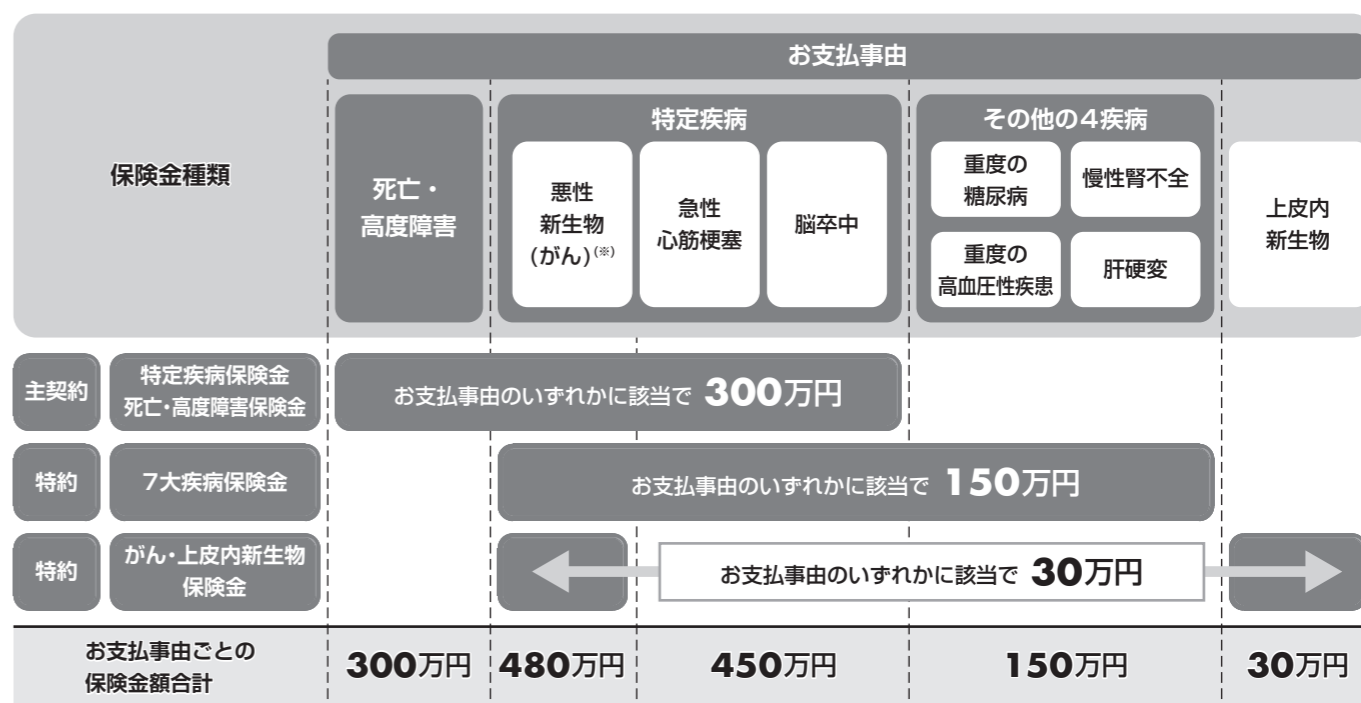 お支払事由
保険金種類
死亡・
高度障害
特定疾病
悪性
新生物
(がん)(※)
急性
心筋梗塞
脳卒中
その他の4疾病
重度の
糖尿病
慢性腎不全
重度の
高血圧性疾患
肝硬変
上皮内
新生物
主契約
特定疾病保険金
死亡・高度障害保険金
お支払事由のいずれかに該当で 300万円
特約
7大疾病保険金
お支払事由のいずれかに該当で 150万円
特約
がん・上皮内新生物
保険金
お支払事由のいずれかに該当で 30万円
お支払事由ごとの
保険金額合計
300万円
480万円
450万円
150万円
30万円